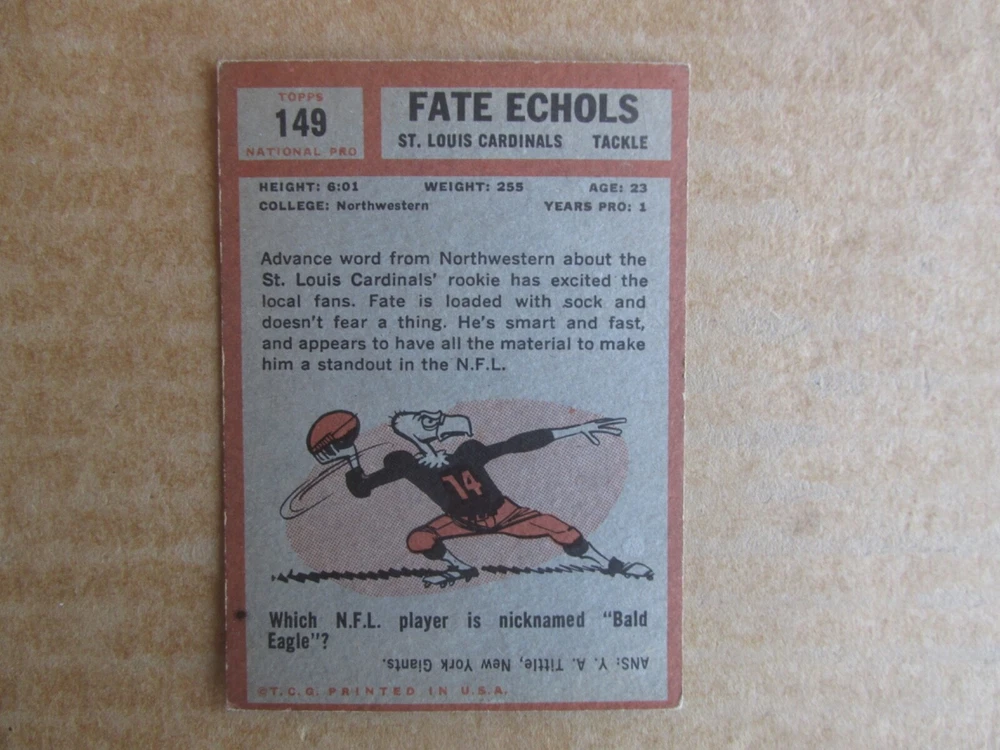 TOPPS
149
NATIONAL PRO
FATE ECHOLS
ST. LOUIS CARDINALS TACKLE
HEIGHT: 6:01 WEIGHT: 255 AGE: 23
COLLEGE: Northwestern YEARS PRO: 1
Advance word from Northwestern about the
St. Louis Cardinals' rookie has excited the
local fans. Fate is loaded with sock and
doesn't fear a thing. He's smart and fast,
and appears to have all the material to make
him a standout in the N.F.L.
14
Which N.F.L. player is nicknamed "Bald
Eagle"?
ANS: Y. A. Tittle, New York Giants.
©T.C.G. PRINTED IN U.S.A.